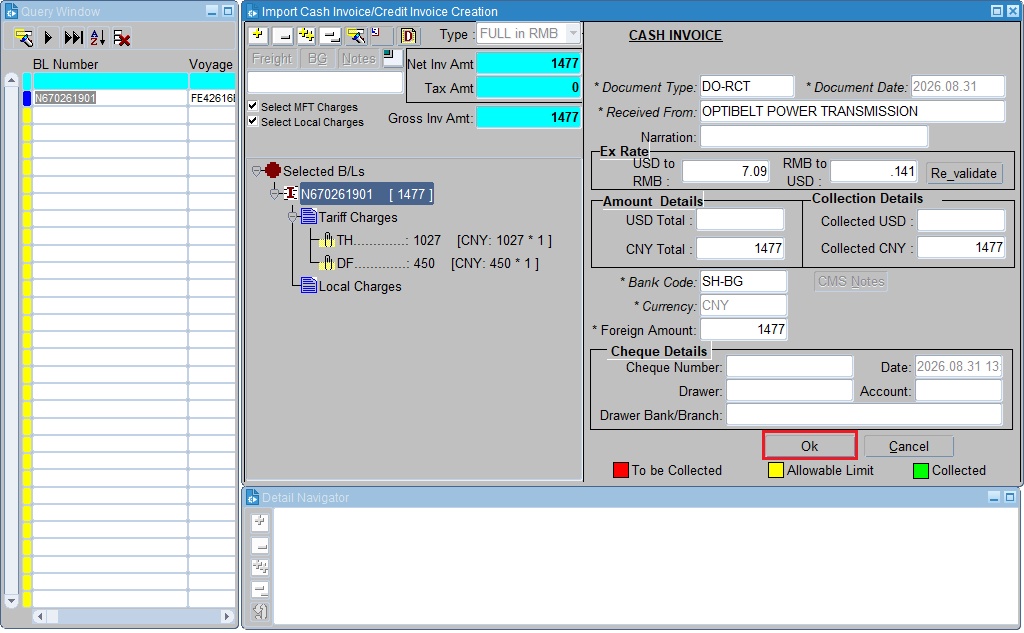 Query Window
BL Number Voyage
N670261901 FE42616
Import Cash Invoice/Credit Invoice Creation
Type : FULL in RMB
Freight BG Notes
Net Inv Amt 1477
Tax Amt 0
Select MFT Charges
Select Local Charges
Gross Inv Amt: 1477
Selected B/Ls
N670261901 [ 1477 ]
Tariff Charges
TH.............: 1027 [CNY: 1027 * 1 ]
DF.............: 450 [CNY: 450 * 1 ]
Local Charges
CASH INVOICE
* Document Type: DO-RCT * Document Date: 2026.08.31
* Received From: OPTIBELT POWER TRANSMISSION
Narration:
Ex Rate
USD to RMB : 7.09 RMB to USD : .141 Re_validate
Amount Details Collection Details
USD Total : Collected USD :
CNY Total : 1477 Collected CNY : 1477
* Bank Code: SH-BG CMS Notes
* Currency: CNY
* Foreign Amount: 1477
Cheque Details
Cheque Number: Date: 2026.08.31 13:
Drawer: Account:
Drawer Bank/Branch:
Ok Cancel
To be Collected Allowable Limit Collected
Detail Navigator